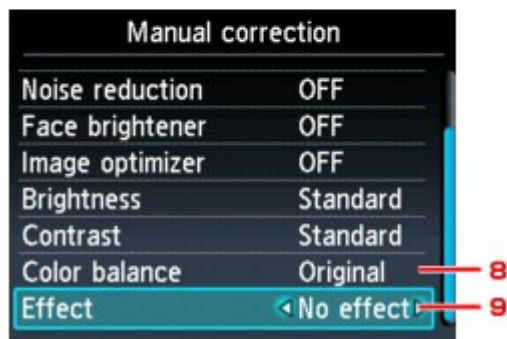 Manual correction
Noise reduction OFF
Face brightener OFF
Image optimizer OFF
Brightness Standard
Contrast Standard
Color balance Original 8
Effect No effect 9